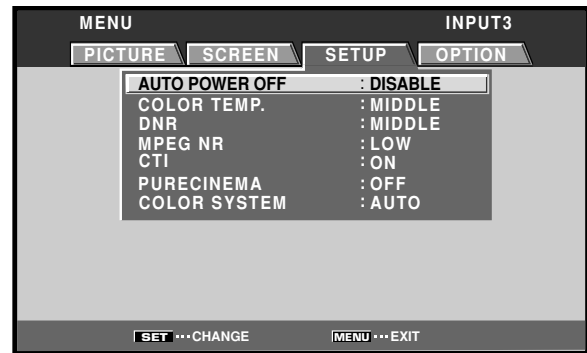 MENU INPUT3
PICTURE SCREEN SETUP OPTION
AUTO POWER OFF : DISABLE
COLOR TEMP. : MIDDLE
DNR : MIDDLE
MPEG NR : LOW
CTI : ON
PURECINEMA : OFF
COLOR SYSTEM : AUTO
SET ··· CHANGE MENU ··· EXIT